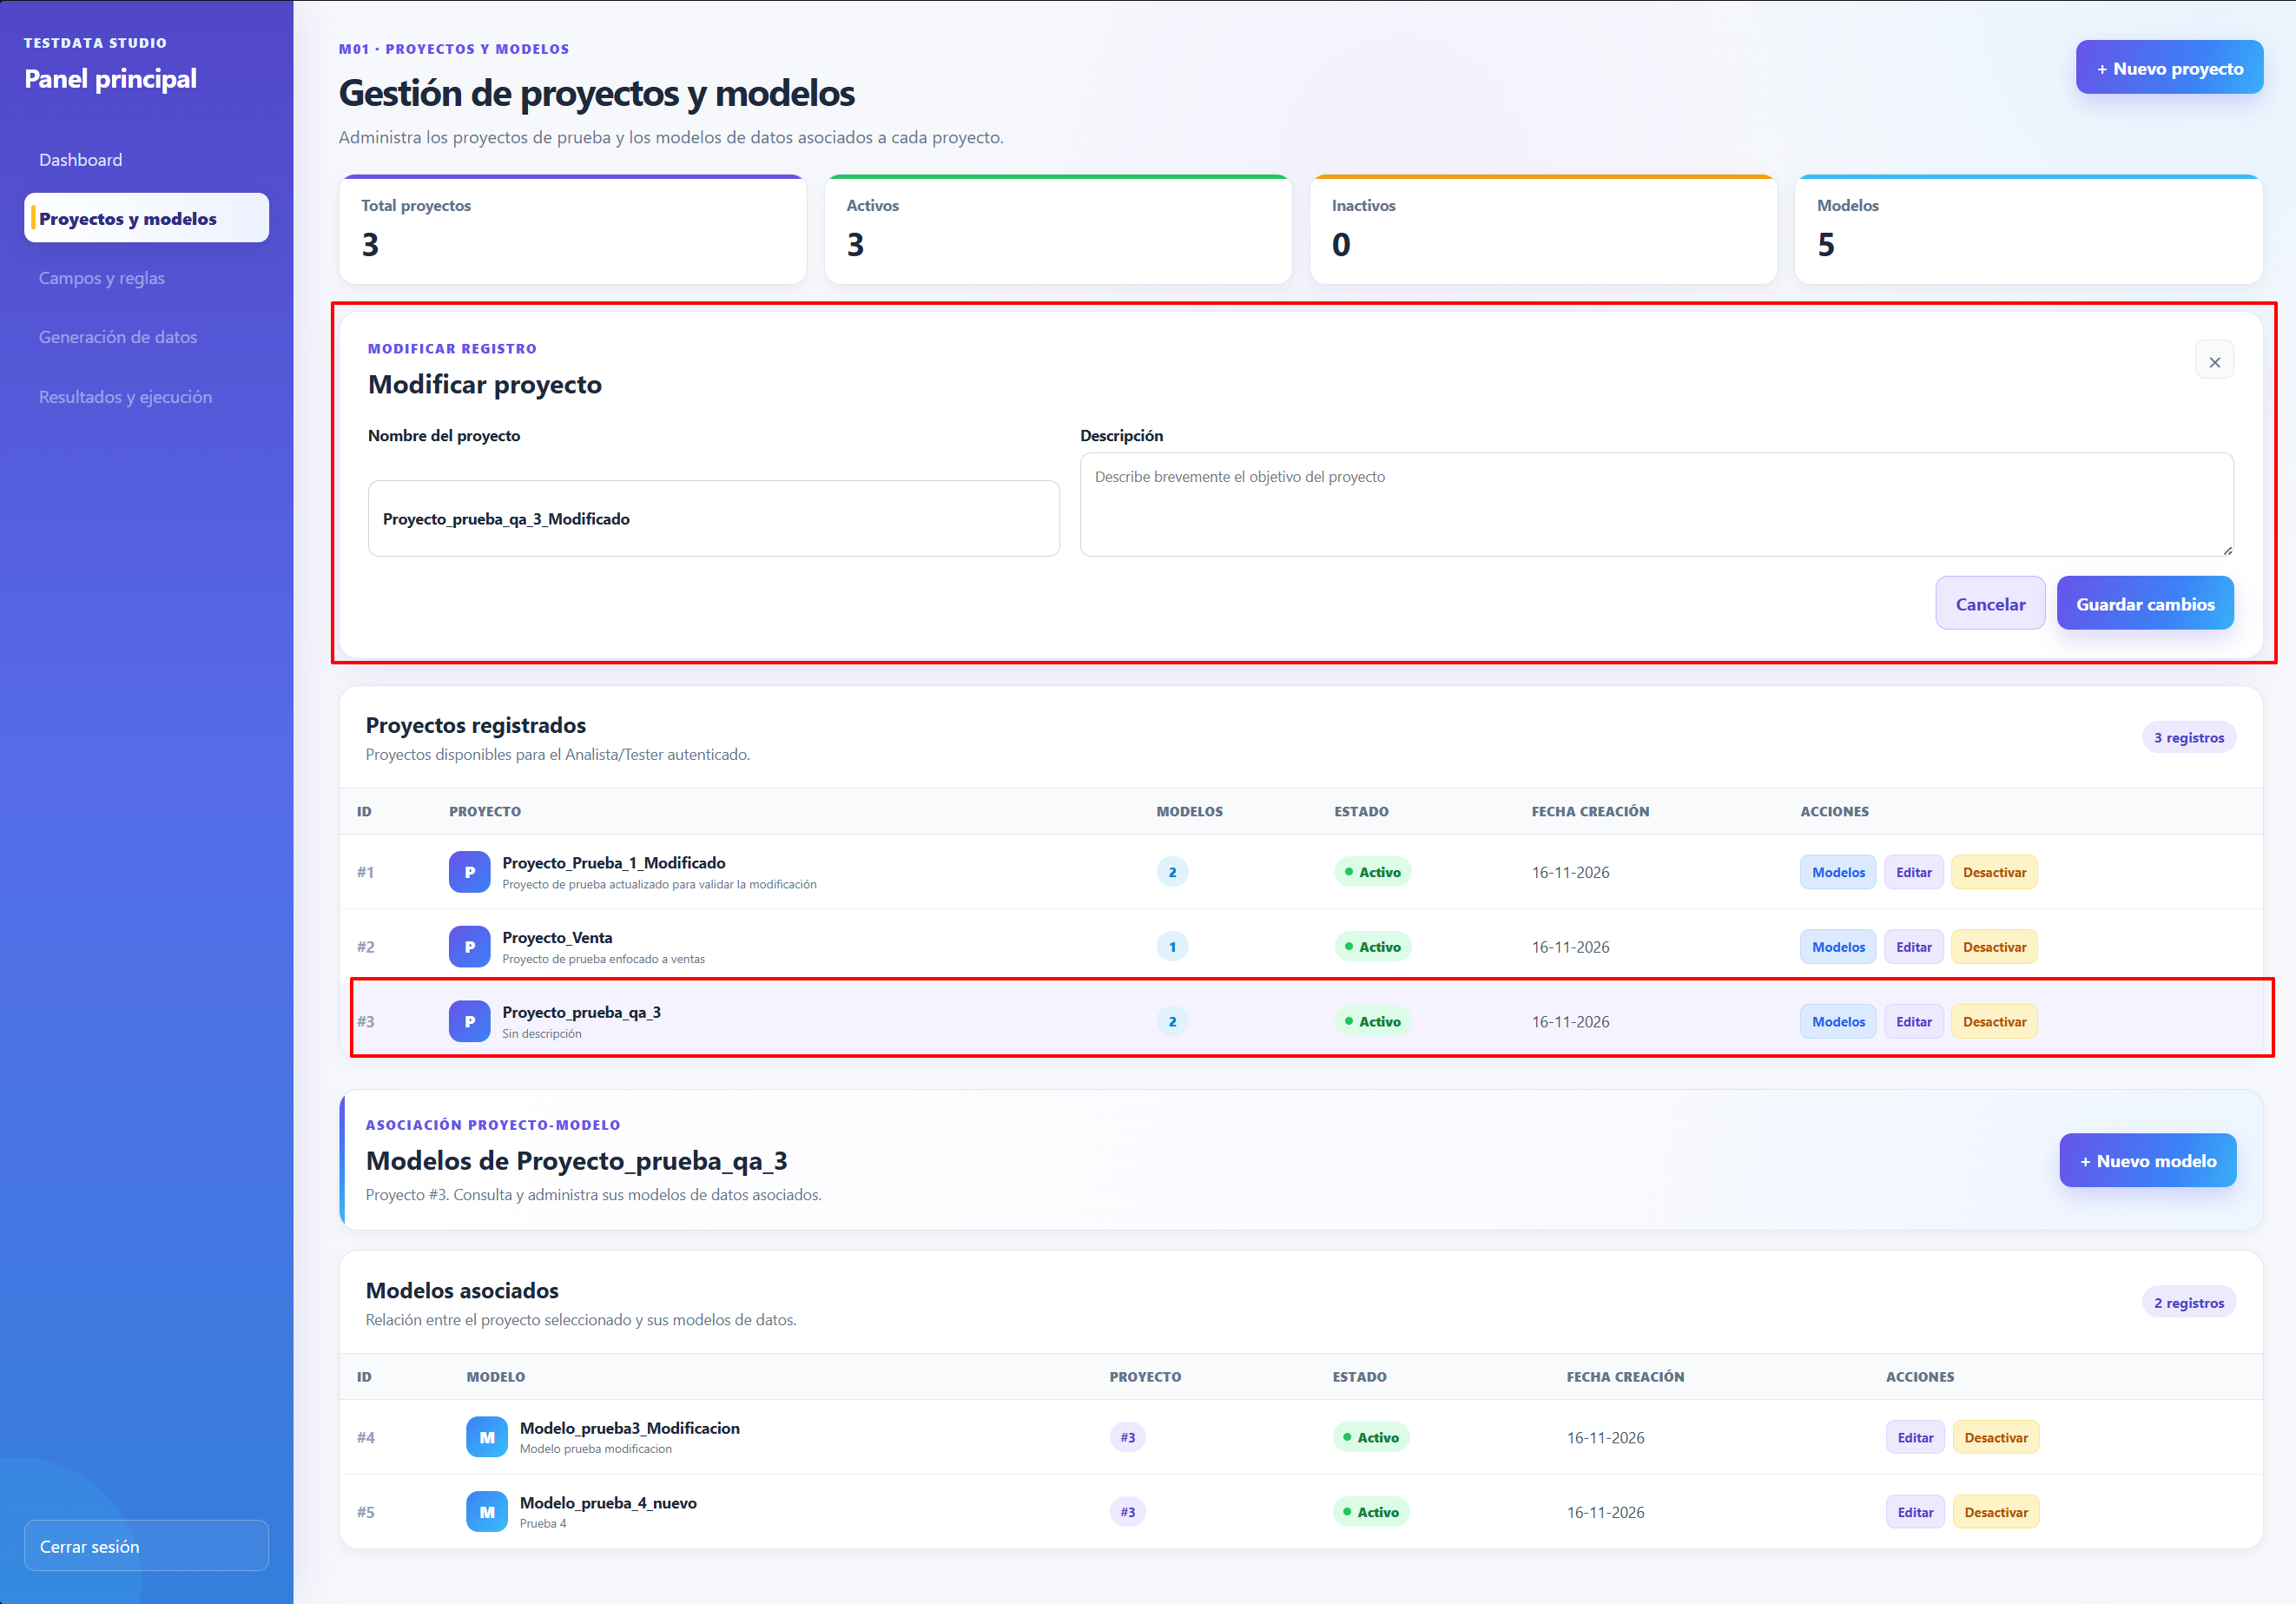 TESTDATA STUDIO
Panel principal
Dashboard
Proyectos y modelos
Campos y reglas
Generación de datos
Resultados y ejecución
Cerrar sesión
M01 · PROYECTOS Y MODELOS
Gestión de proyectos y modelos
Administra los proyectos de prueba y los modelos de datos asociados a cada proyecto.
+ Nuevo proyecto
Total proyectos
3
Activos
3
Inactivos
0
Modelos
5
MODIFICAR REGISTRO
Modificar proyecto
×
Nombre del proyecto
Proyecto_prueba_qa_3_Modificado
Descripción
Describe brevemente el objetivo del proyecto
Cancelar
Guardar cambios
Proyectos registrados
Proyectos disponibles para el Analista/Tester autenticado.
3 registros
ID PROYECTO MODELOS ESTADO FECHA CREACIÓN ACCIONES
#1 P Proyecto_Prueba_1_Modificado 2 Activo 16-11-2026 Modelos Editar Desactivar
Proyecto de prueba actualizado para validar la modificación
#2 P Proyecto_Venta 1 Activo 16-11-2026 Modelos Editar Desactivar
Proyecto de prueba enfocado a ventas
#3 P Proyecto_prueba_qa_3 2 Activo 16-11-2026 Modelos Editar Desactivar
Sin descripción
ASOCIACIÓN PROYECTO-MODELO
Modelos de Proyecto_prueba_qa_3
Proyecto #3. Consulta y administra sus modelos de datos asociados.
+ Nuevo modelo
Modelos asociados
Relación entre el proyecto seleccionado y sus modelos de datos.
2 registros
ID MODELO PROYECTO ESTADO FECHA CREACIÓN ACCIONES
#4 M Modelo_prueba3_Modificacion #3 Activo 16-11-2026 Editar Desactivar
Modelo prueba modificacion
#5 M Modelo_prueba_4_nuevo #3 Activo 16-11-2026 Editar Desactivar
Prueba 4